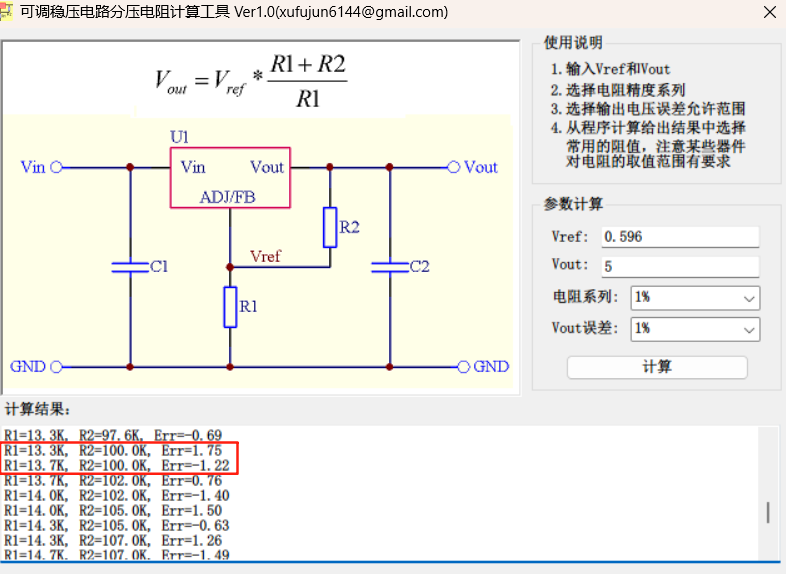 可调稳压电路分压电阻计算工具 Ver1.0(xufujun6144@gmail.com)
Vout = Vref * (R1 + R2) / R1
U1
Vin Vin Vout Vout
ADJ/FB
R2
Vref
C1 C2
R1
GND GND
使用说明
1.输入Vref和Vout
2.选择电阻精度系列
3.选择输出电压误差允许范围
4.从程序计算给出结果中选择
常用的阻值，注意某些器件
对电阻的取值范围有要求
参数计算
Vref: 0.596
Vout: 5
电阻系列: 1%
Vout误差: 1%
计算
计算结果:
R1=13.3K, R2=97.6K, Err=-0.69
R1=13.3K, R2=100.0K, Err=1.75
R1=13.7K, R2=100.0K, Err=-1.22
R1=13.7K, R2=102.0K, Err=0.76
R1=14.0K, R2=102.0K, Err=-1.40
R1=14.0K, R2=105.0K, Err=1.50
R1=14.3K, R2=105.0K, Err=-0.63
R1=14.3K, R2=107.0K, Err=1.26
R1=14.7K, R2=107.0K, Err=-1.49